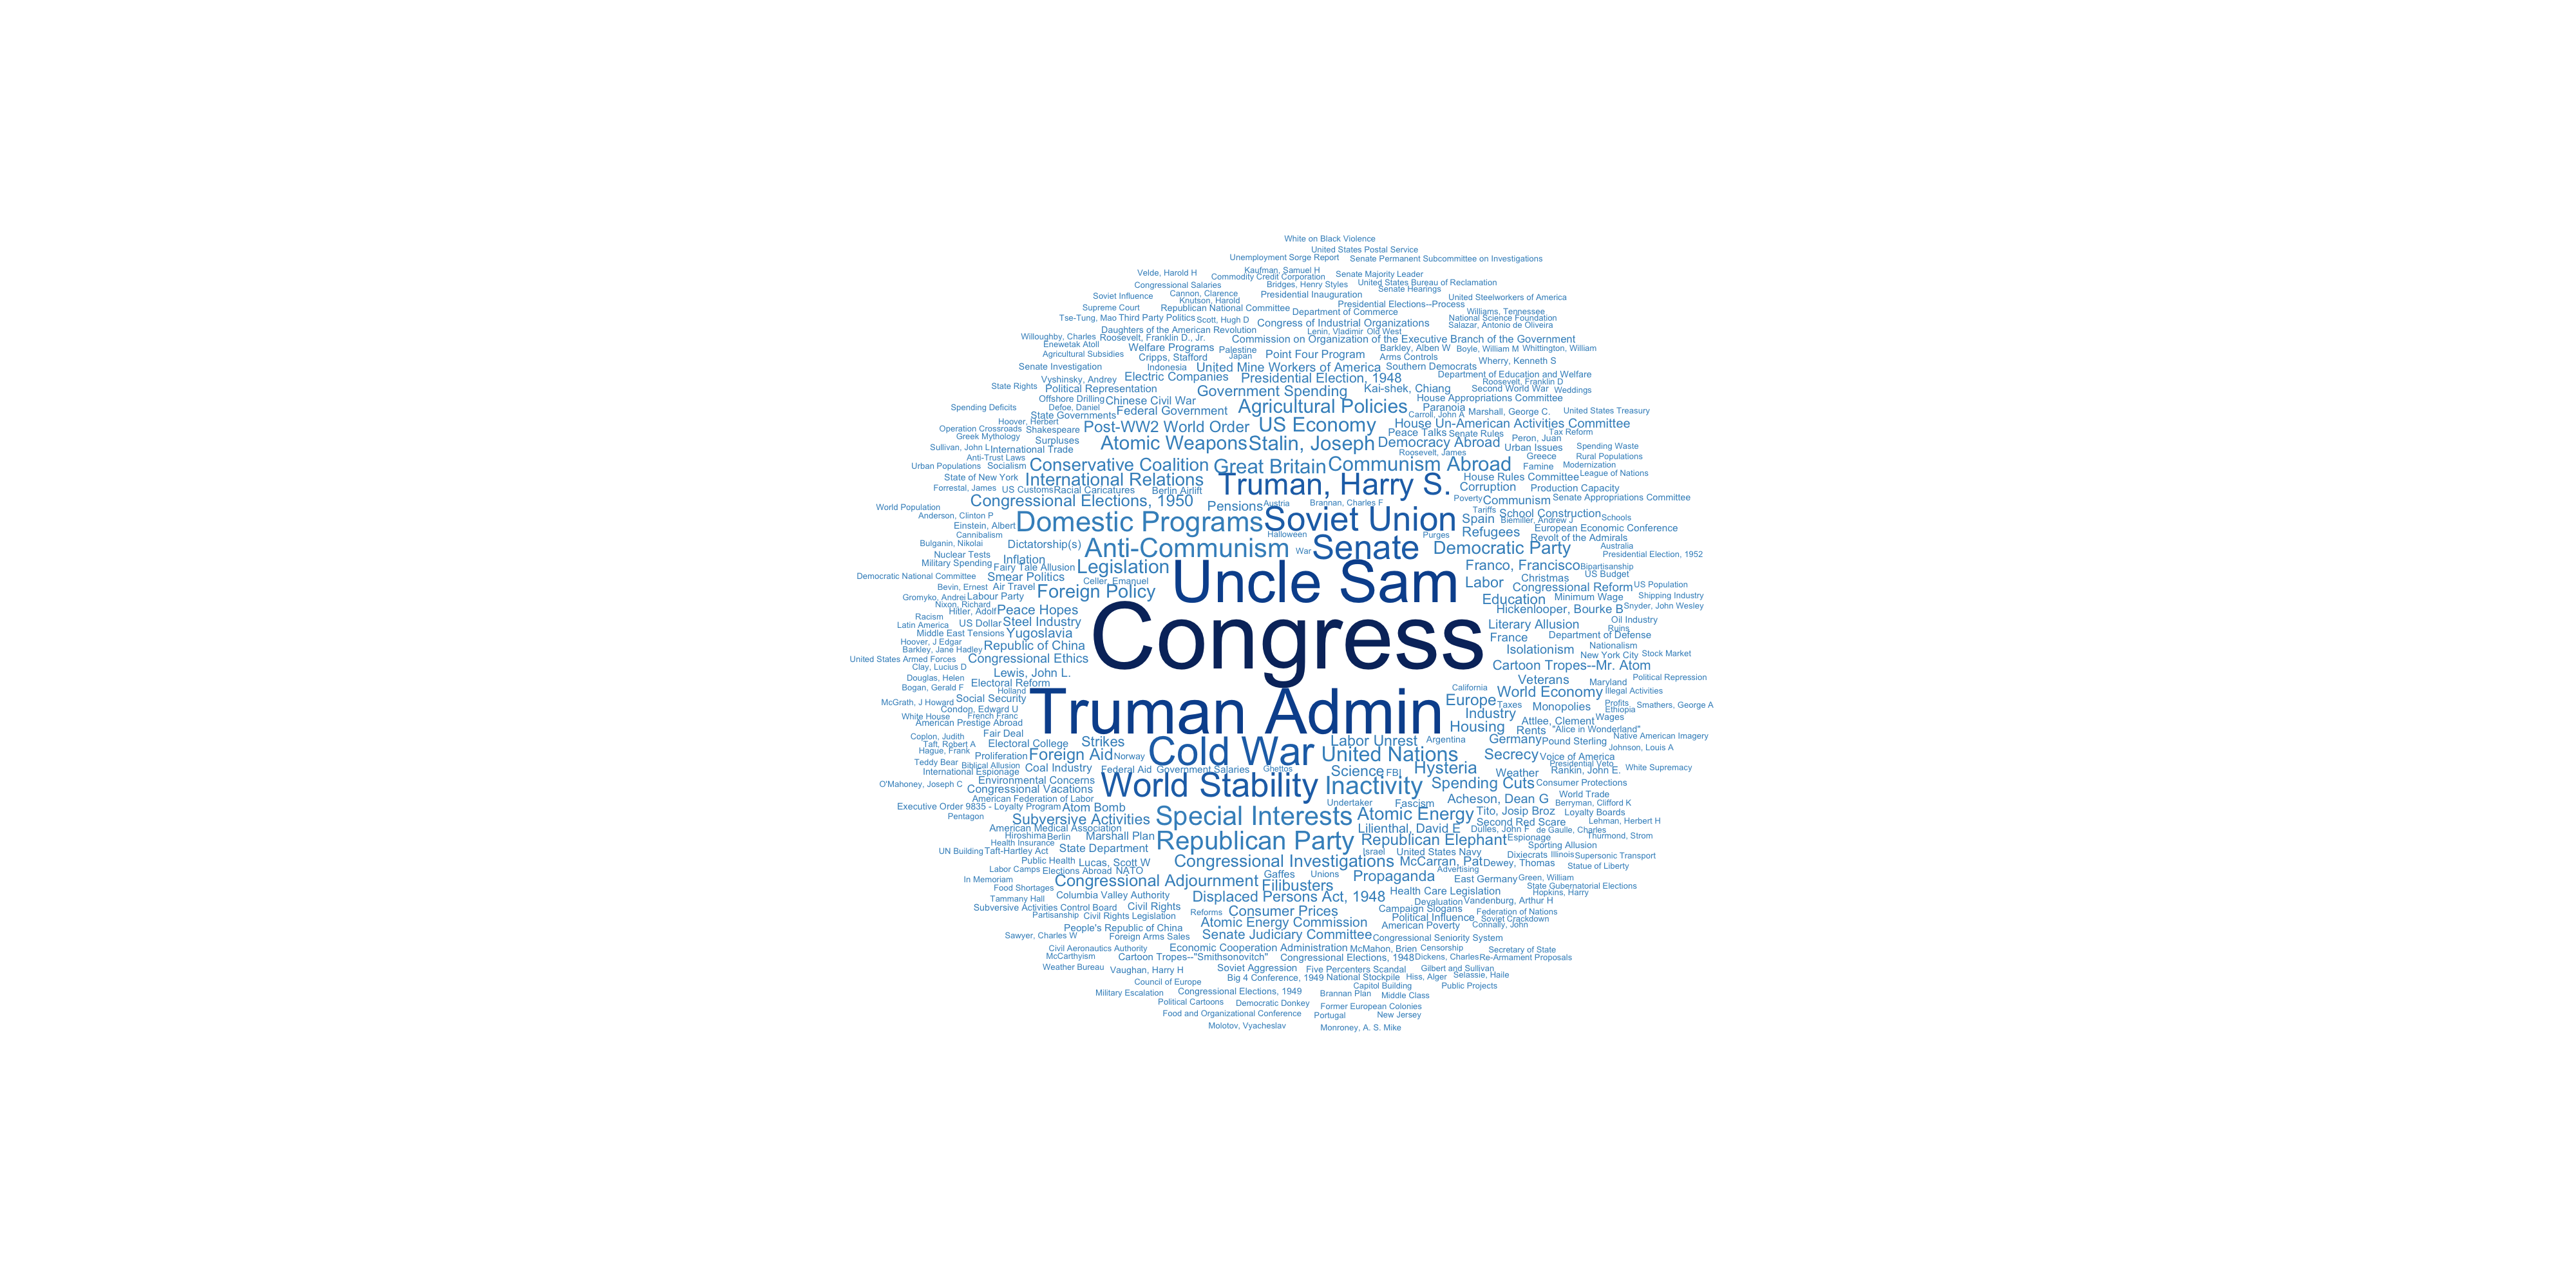 White on Black Violence
United States Postal Service
Unemployment Sorge Report Senate Permanent Subcommittee on Investigations
Velde, Harold H Kaufman, Samuel H Senate Majority Leader
Commodity Credit Corporation
Congressional Salaries Bridges, Henry Styles United States Bureau of Reclamation
Senate Hearings
Soviet Influence Cannon, Clarence Presidential Inauguration United Steelworkers of America
Knutson, Harold
Supreme Court Republican National Committee Department of Commerce Presidential Elections--Process Williams, Tennessee
Tse-Tung, Mao Third Party Politics Scott, Hugh D Congress of Industrial Organizations National Science Foundation
Salazar, Antonio de Oliveira
Daughters of the American Revolution Lenin, Vladimir Old West
Willoughby, Charles Roosevelt, Franklin D., Jr. Commission on Organization of the Executive Branch of the Government
Enewetak Atoll Welfare Programs Palestine Barkley, Alben W Boyle, William M Whittington, William
Agricultural Subsidies Cripps, Stafford Japan Point Four Program Arms Controls Wherry, Kenneth S
Senate Investigation Indonesia United Mine Workers of America Southern Democrats
Vyshinsky, Andrey Electric Companies Presidential Election, 1948 Department of Education and Welfare
State Rights Political Representation Government Spending Kai-shek, Chiang Roosevelt, Franklin D
Second World War Weddings
Offshore Drilling Chinese Civil War House Appropriations Committee
Spending Deficits Defoe, Daniel Federal Government Agricultural Policies Paranoia Marshall, George C. United States Treasury
State Governments Carroll, John A
Hoover, Herbert Post-WW2 World Order US Economy House Un-American Activities Committee
Operation Crossroads Shakespeare Peace Talks Senate Rules Tax Reform
Greek Mythology Surpluses Atomic Weapons Stalin, Joseph Democracy Abroad Peron, Juan
Sullivan, John L International Trade Roosevelt, James Urban Issues Spending Waste
Anti-Trust Laws Greece Rural Populations
Urban Populations Socialism Conservative Coalition Great Britain Communism Abroad Famine Modernization
State of New York International Relations Truman, Harry S. House Rules Committee League of Nations
Forrestal, James US Customs Racial Caricatures Berlin Airlift Corruption Production Capacity
World Population Congressional Elections, 1950 Pensions Austria Brannan, Charles F Poverty Communism Senate Appropriations Committee
Anderson, Clinton P Tariffs School Construction Schools
Einstein, Albert Domestic Programs Soviet Union Spain Biemiller, Andrew J European Economic Conference
Cannibalism Halloween Purges Refugees Revolt of the Admirals
Bulganin, Nikolai Dictatorship(s) Anti-Communism War Senate Democratic Party Australia
Nuclear Tests Inflation Presidential Election, 1952
Military Spending Fairy Tale Allusion Legislation Franco, Francisco Bipartisanship
Democratic National Committee Smear Politics Celler, Emanuel Uncle Sam Labor Christmas US Budget
Bevin, Ernest Air Travel Foreign Policy Congressional Reform US Population
Gromyko, Andrei Labour Party Education Minimum Wage Shipping Industry
Nixon, Richard
Hitler, Adolf Peace Hopes Hickenlooper, Bourke B Snyder, John Wesley
Racism US Dollar Steel Industry Congress Literary Allusion Oil Industry
Latin America Ruins
Middle East Tensions Yugoslavia France Department of Defense
Hoover, J Edgar Republic of China Nationalism
Barkley, Jane Hadley Isolationism New York City Stock Market
United States Armed Forces Congressional Ethics
Clay, Lucius D Lewis, John L. Cartoon Tropes--Mr. Atom
Douglas, Helen Electoral Reform Veterans Maryland Political Repression
Bogan, Gerald F Holland California World Economy Illegal Activities
McGrath, J Howard Social Security Truman Admin Europe Taxes Monopolies Profits Smathers, George A
Condon, Edward U Ethiopia
White House French Franc Industry Attlee, Clement Wages
American Prestige Abroad Housing Rents "Alice in Wonderland"
Coplon, Judith Fair Deal Native American Imagery
Taft, Robert A Electoral College Strikes Cold War Labor Unrest Argentina Germany Pound Sterling Johnson, Louis A
Hague, Frank Proliferation Foreign Aid Norway United Nations Secrecy Voice of America
Teddy Bear Biblical Allusion Coal Industry Federal Aid Government Salaries Ghettos Science FBI Hysteria Presidential Veto
International Espionage Weather Rankin, John E. White Supremacy
O'Mahoney, Joseph C Environmental Concerns World Stability Inactivity Spending Cuts Consumer Protections
Congressional Vacations World Trade
American Federation of Labor Undertaker Fascism Acheson, Dean G Berryman, Clifford K
Executive Order 9835 - Loyalty Program Atom Bomb Special Interests Atomic Energy Tito, Josip Broz Loyalty Boards
Pentagon Subversive Activities Second Red Scare Lehman, Herbert H
American Medical Association Lilienthal, David E Dulles, John F de Gaulle, Charles
Hiroshima Berlin Marshall Plan Republican Party Republican Elephant Espionage Thurmond, Strom
Health Insurance Sporting Allusion
UN Building Taft-Hartley Act State Department Israel United States Navy Dixiecrats Illinois Supersonic Transport
Public Health Lucas, Scott W Congressional Investigations McCarran, Pat Dewey, Thomas Statue of Liberty
Labor Camps Elections Abroad NATO Gaffes Unions Advertising
In Memoriam Congressional Adjournment Propaganda East Germany Green, William
Food Shortages Filibusters State Gubernatorial Elections
Tammany Hall Columbia Valley Authority Displaced Persons Act, 1948 Health Care Legislation Hopkins, Harry
Subversive Activities Control Board Civil Rights Devaluation Vandenburg, Arthur H
Partisanship Civil Rights Legislation Reforms Consumer Prices Campaign Slogans Federation of Nations
People's Republic of China Atomic Energy Commission Political Influence Soviet Crackdown
American Poverty Connally, John
Sawyer, Charles W Foreign Arms Sales Senate Judiciary Committee Congressional Seniority System
Civil Aeronautics Authority Economic Cooperation Administration McMahon, Brien Censorship Secretary of State
McCarthyism Cartoon Tropes--"Smithsonovitch" Congressional Elections, 1948 Dickens, Charles Re-Armament Proposals
Weather Bureau Vaughan, Harry H Soviet Aggression Five Percenters Scandal Gilbert and Sullivan
Big 4 Conference, 1949 National Stockpile Hiss, Alger Selassie, Haile
Council of Europe Capitol Building Public Projects
Military Escalation Congressional Elections, 1949 Brannan Plan Middle Class
Political Cartoons Democratic Donkey Former European Colonies
Food and Organizational Conference Portugal New Jersey
Molotov, Vyacheslav Monroney, A. S. Mike